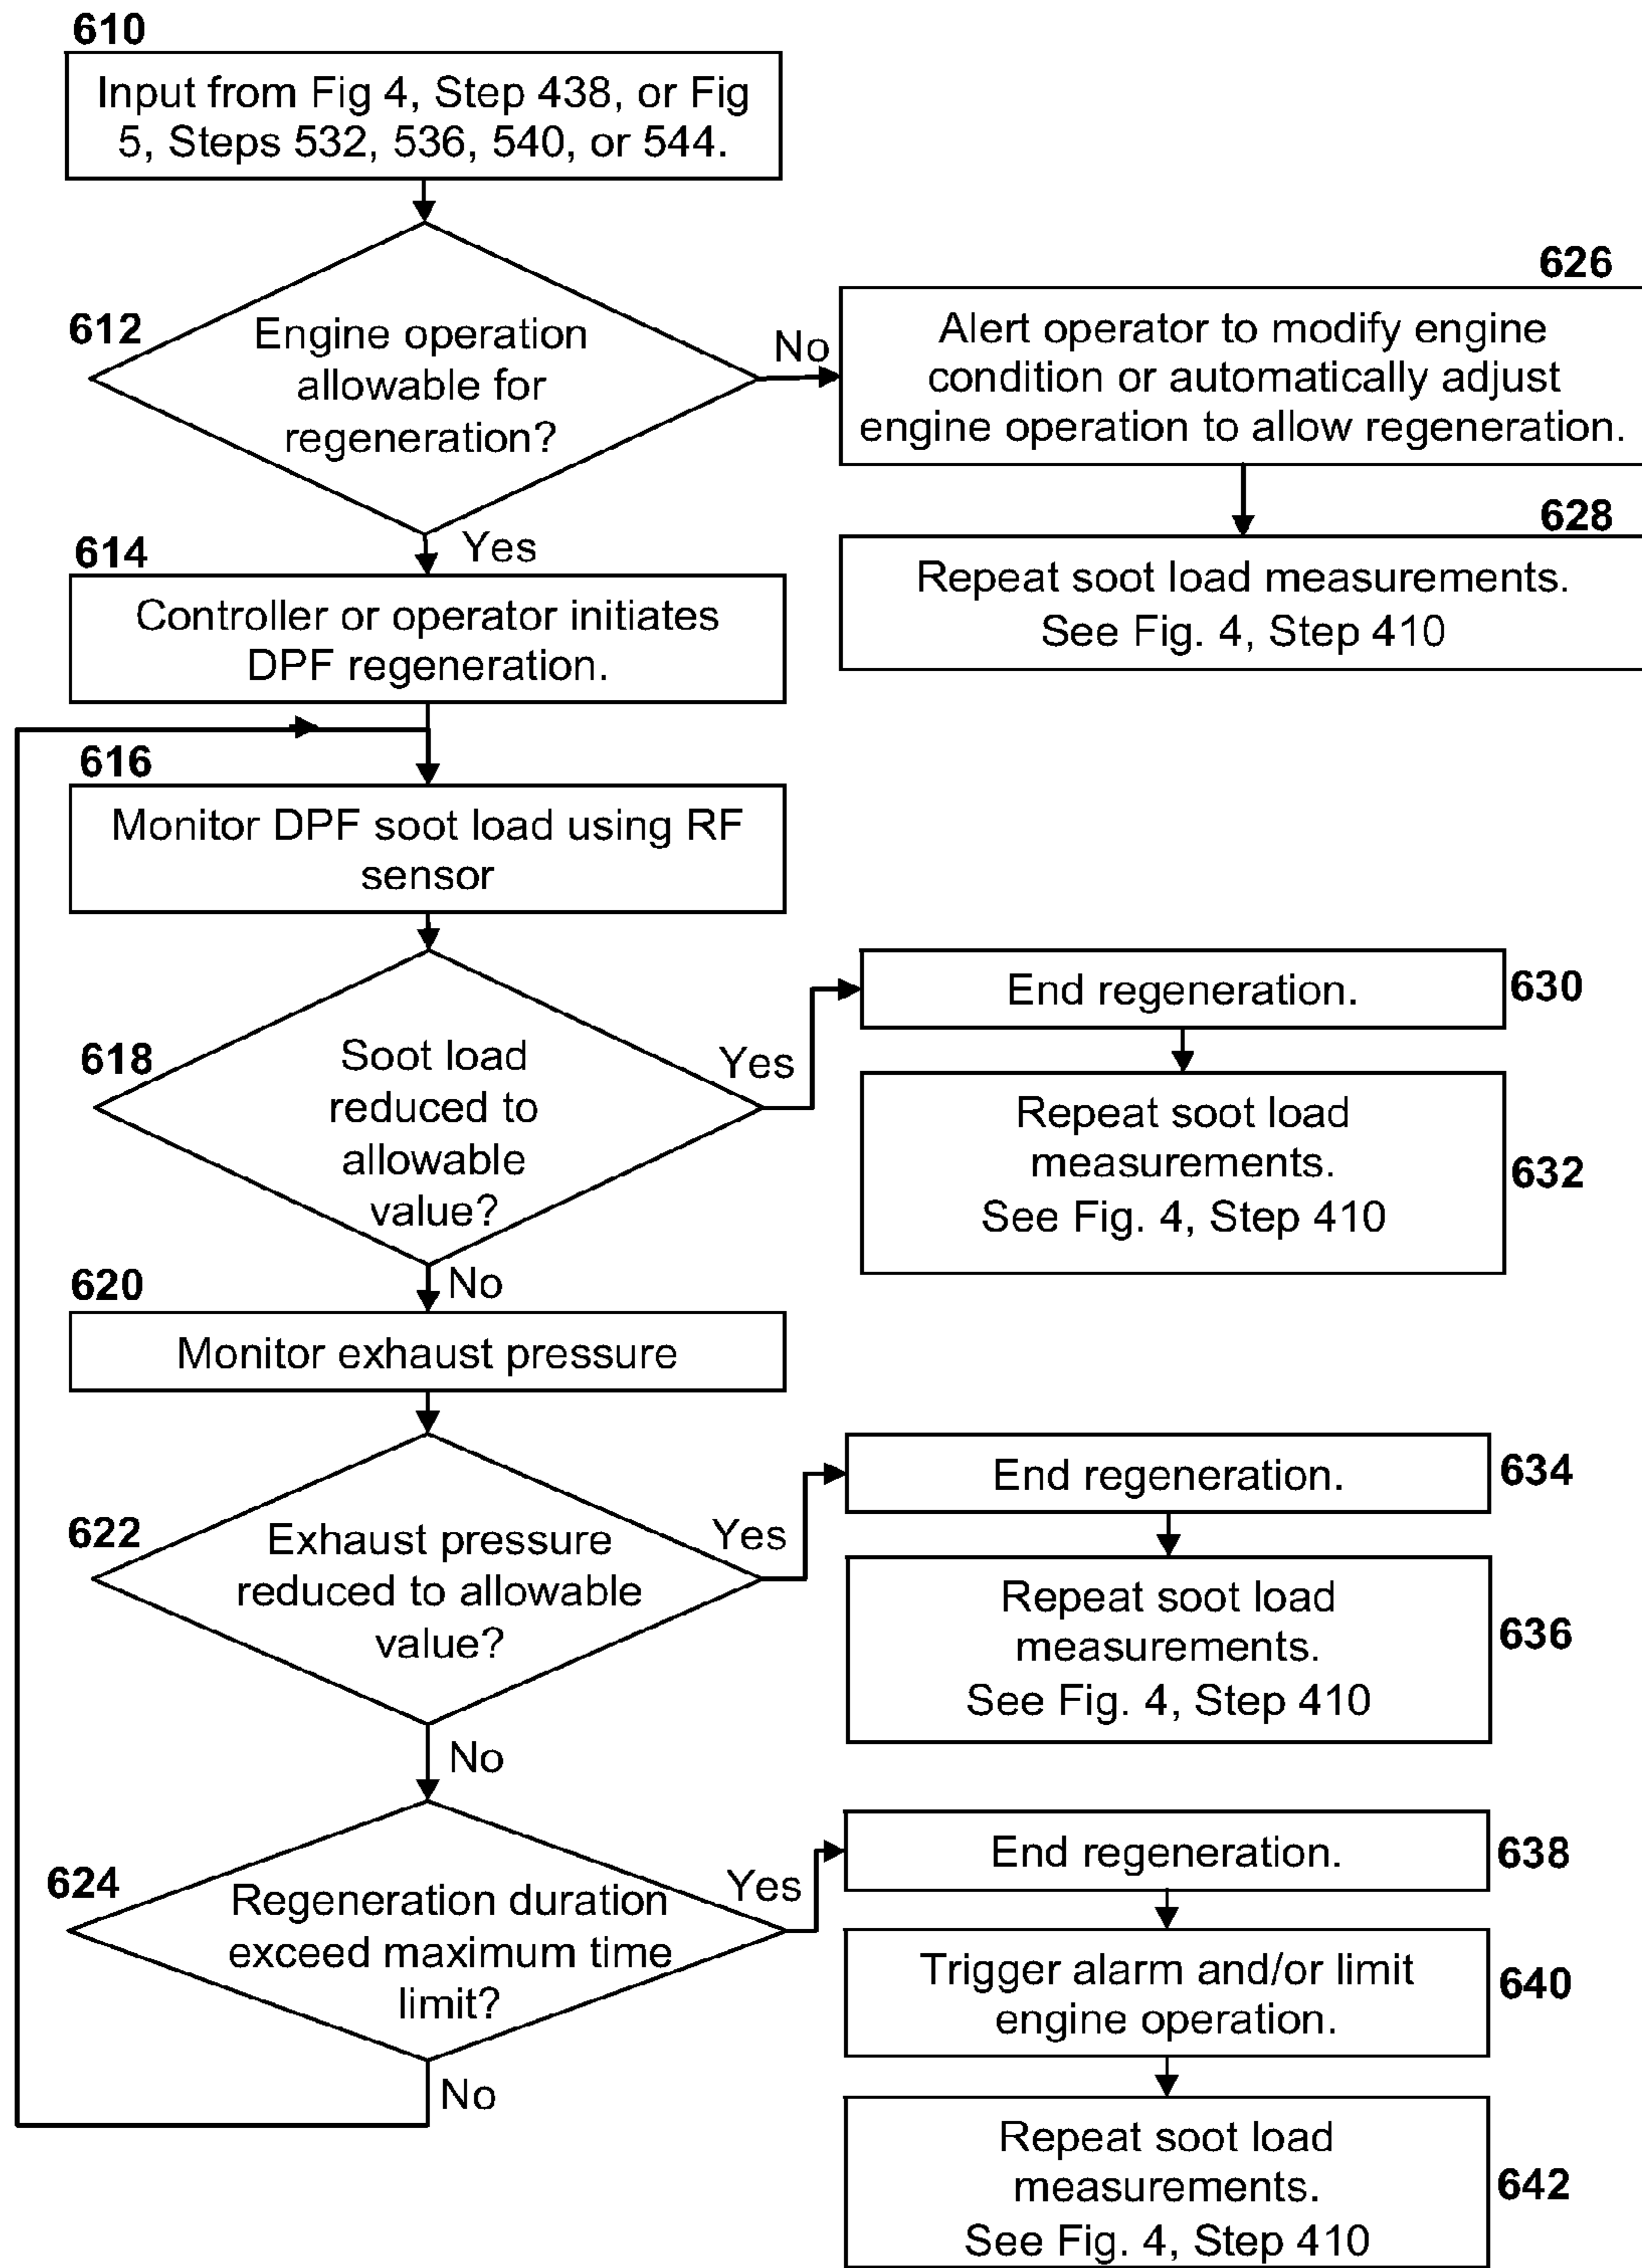 610
Input from Fig 4, Step 438, or Fig
5, Steps 532, 536, 540, or 544.
612
Engine operation
allowable for
regeneration?
No
626
Alert operator to modify engine
condition or automatically adjust
engine operation to allow regeneration.
628
Repeat soot load measurements.
See Fig. 4, Step 410
Yes
614
Controller or operator initiates
DPF regeneration.
616
Monitor DPF soot load using RF
sensor
618
Soot load
reduced to
allowable
value?
Yes
End regeneration.
630
Repeat soot load
measurements.
See Fig. 4, Step 410
632
No
620
Monitor exhaust pressure
622
Exhaust pressure
reduced to allowable
value?
Yes
End regeneration.
634
Repeat soot load
measurements.
See Fig. 4, Step 410
636
No
624
Regeneration duration
exceed maximum time
limit?
Yes
End regeneration.
638
Trigger alarm and/or limit
engine operation.
640
Repeat soot load
measurements.
See Fig. 4, Step 410
642
No